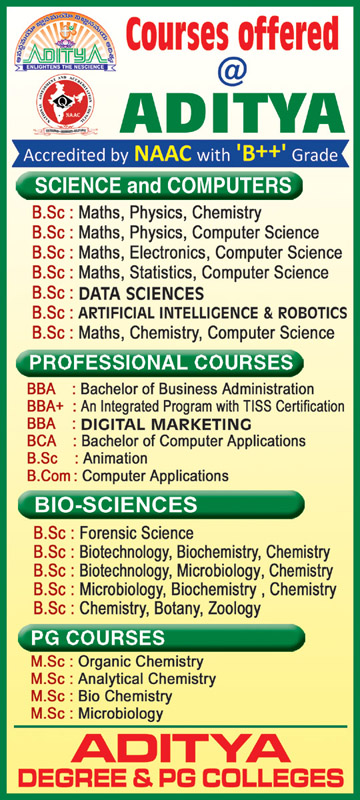 ADITYA
ENLIGHTENS THE NESCIENCE
Courses offered
@
NAAC
ADITYA
Accredited by NAAC with 'B++' Grade
SCIENCE and COMPUTERS
B.Sc : Maths, Physics, Chemistry
B.Sc : Maths, Physics, Computer Science
B.Sc : Maths, Electronics, Computer Science
B.Sc : Maths, Statistics, Computer Science
B.Sc : DATA SCIENCES
B.Sc : ARTIFICIAL INTELLIGENCE & ROBOTICS
B.Sc : Maths, Chemistry, Computer Science
PROFESSIONAL COURSES
BBA : Bachelor of Business Administration
BBA+ : An Integrated Program with TISS Certification
BBA : DIGITAL MARKETING
BCA : Bachelor of Computer Applications
B.Sc : Animation
B.Com : Computer Applications
BIO-SCIENCES
B.Sc : Forensic Science
B.Sc : Biotechnology, Biochemistry, Chemistry
B.Sc : Biotechnology, Microbiology, Chemistry
B.Sc : Microbiology, Biochemistry , Chemistry
B.Sc : Chemistry, Botany, Zoology
PG COURSES
M.Sc : Organic Chemistry
M.Sc : Analytical Chemistry
M.Sc : Bio Chemistry
M.Sc : Microbiology
ADITYA
DEGREE & PG COLLEGES